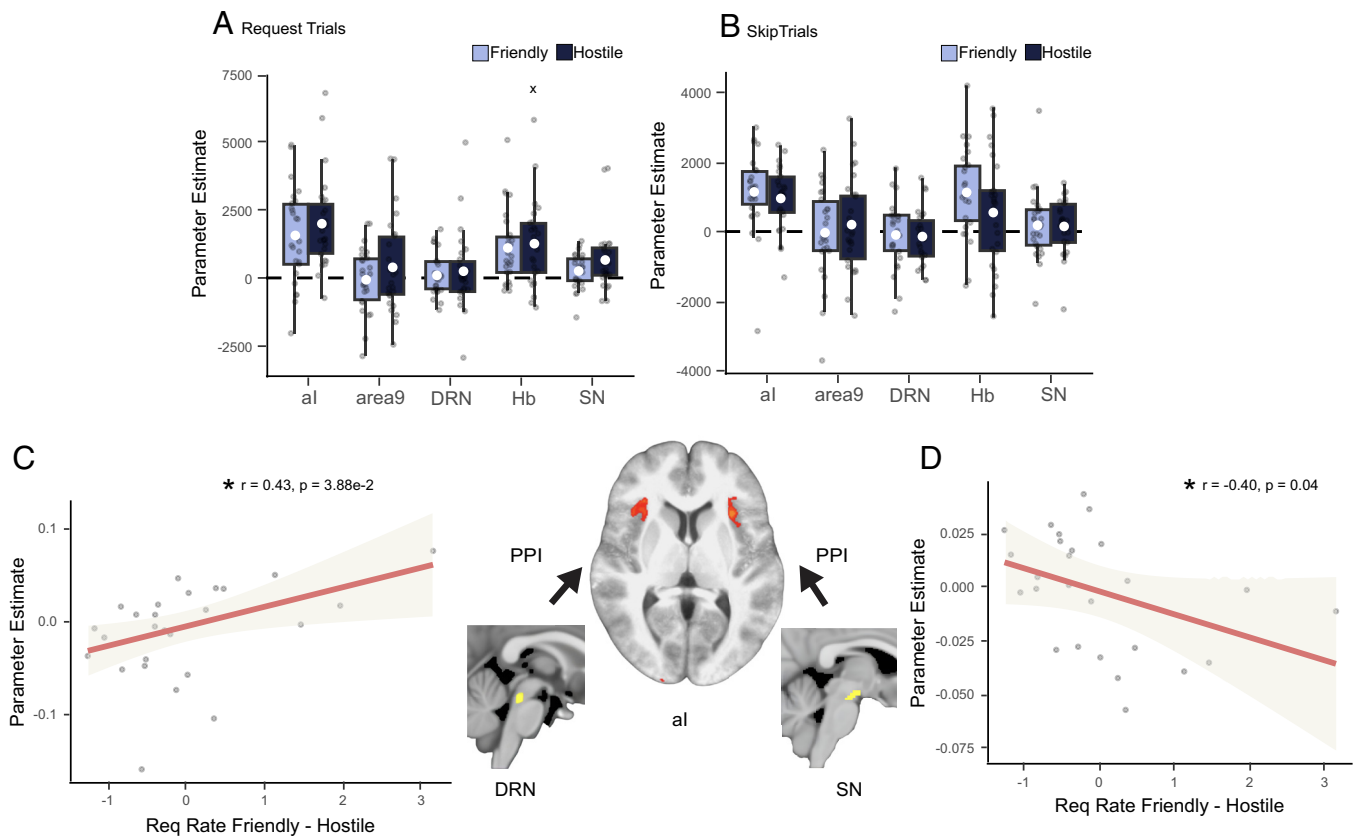 A Request Trials
Friendly Hostile
7500
5000
2500
0
-2500
Parameter Estimate
x
aI area9 DRN Hb SN
B SkipTrials
Friendly Hostile
4000
2000
0
-2000
-4000
Parameter Estimate
aI area9 DRN Hb SN
C
* r = 0.43, p = 3.88e-2
0.1
0.0
-0.1
Parameter Estimate
-1 0 1 2 3
Req Rate Friendly - Hostile
PPI PPI
aI
DRN
SN
D
* r = -0.40, p = 0.04
0.025
0.000
-0.025
-0.050
-0.075
Parameter Estimate
-1 0 1 2 3
Req Rate Friendly - Hostile